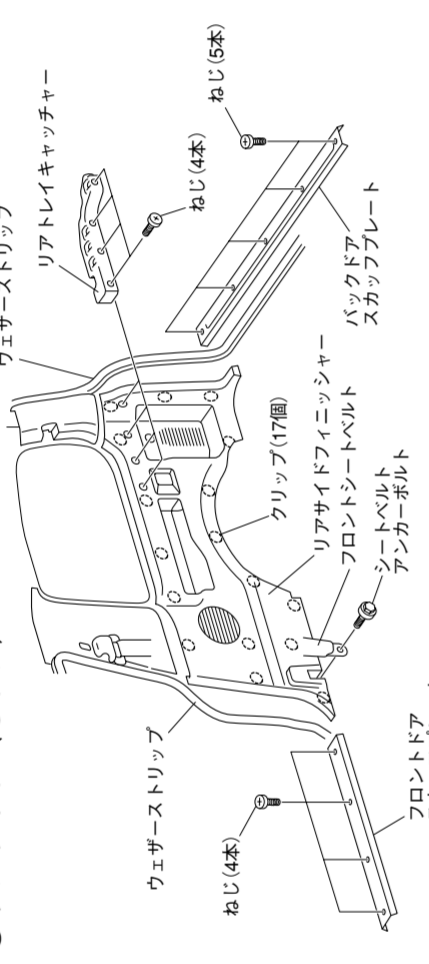 ウェザーストリップ
リアトレイキャッチャー
ねじ(4本)
ねじ(5本)
バックドア
スカッフプレート
クリップ(17個)
リアサイドフィニッシャー
フロントシートベルト
シートベルト
アンカーボルト
ウェザーストリップ
ねじ(4本)
フロントドア